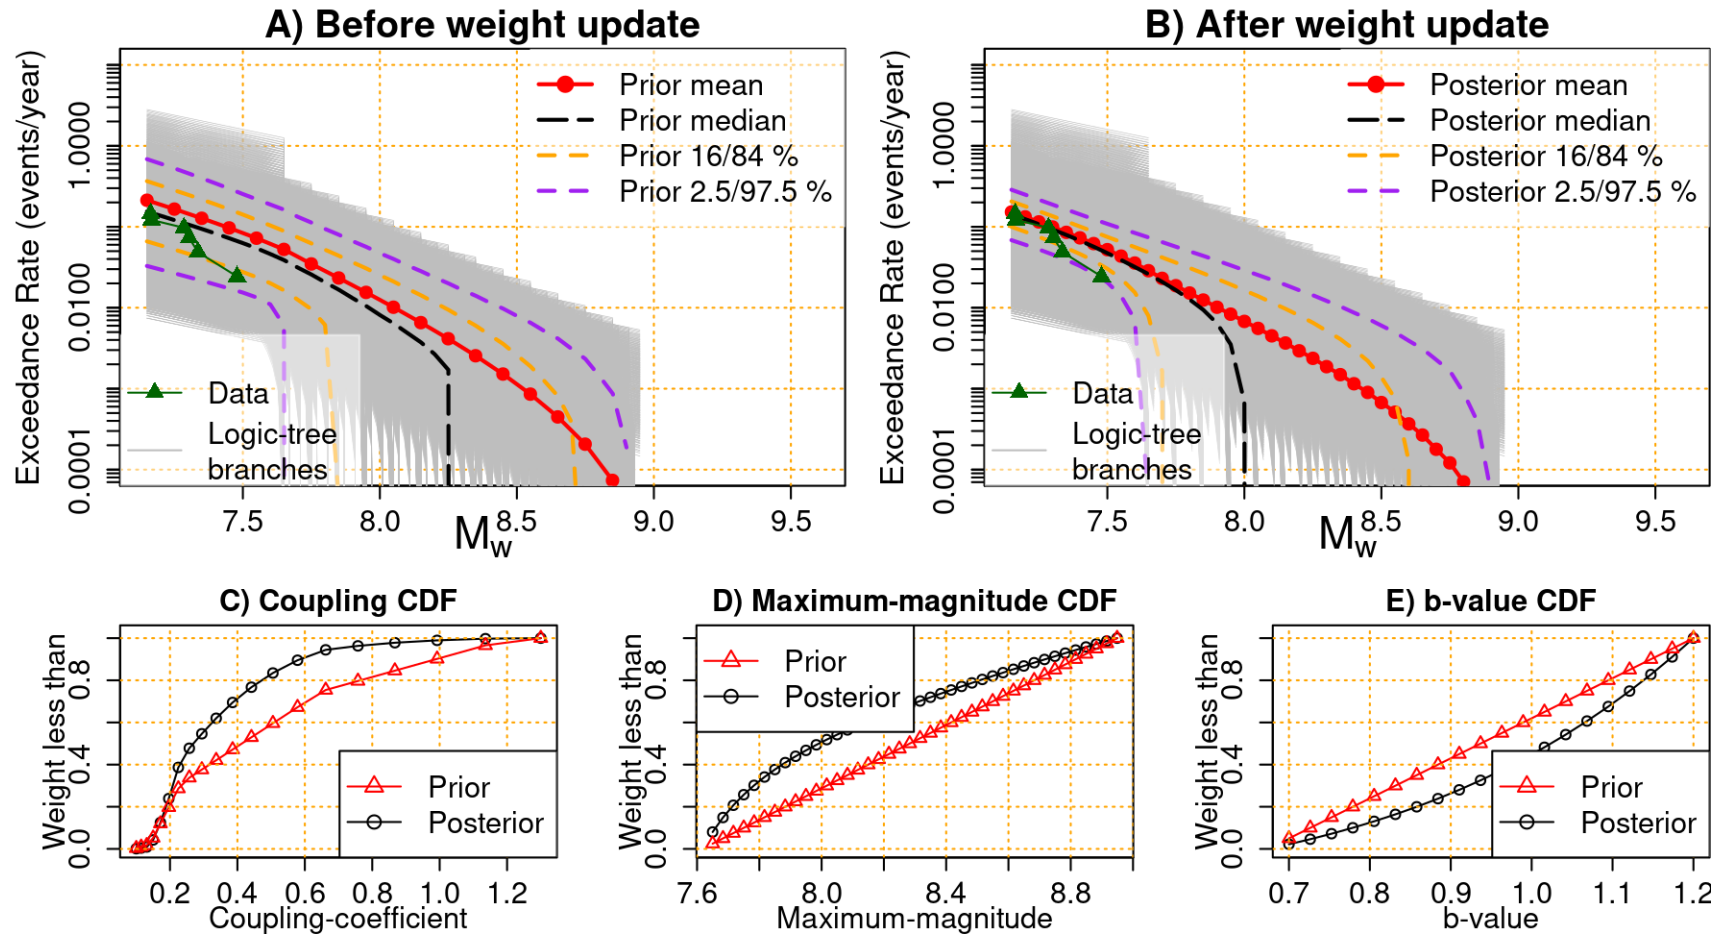 A) Before weight update
Exceedance Rate (events/year)
1.0000
0.0100
0.0001
Prior mean
Prior median
Prior 16/84 %
Prior 2.5/97.5 %
Data
Logic-tree
branches
7.5 8.0 8.5 9.0 9.5
Mw
B) After weight update
Exceedance Rate (events/year)
1.0000
0.0100
0.0001
Posterior mean
Posterior median
Posterior 16/84 %
Posterior 2.5/97.5 %
Data
Logic-tree
branches
7.5 8.0 8.5 9.0 9.5
Mw
C) Coupling CDF
Weight less than
0.8
0.4
0.0
Prior
Posterior
0.2 0.4 0.6 0.8 1.0 1.2
Coupling-coefficient
D) Maximum-magnitude CDF
Weight less than
0.8
0.4
0.0
Prior
Posterior
7.6 8.0 8.4 8.8
Maximum-magnitude
E) b-value CDF
Weight less than
0.8
0.4
0.0
Prior
Posterior
0.7 0.8 0.9 1.0 1.1 1.2
b-value